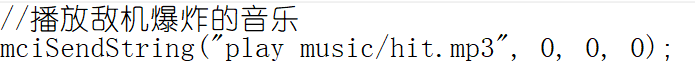 //播放敌机爆炸的音乐
mciSendString("play music/hit.mp3", 0, 0, 0);